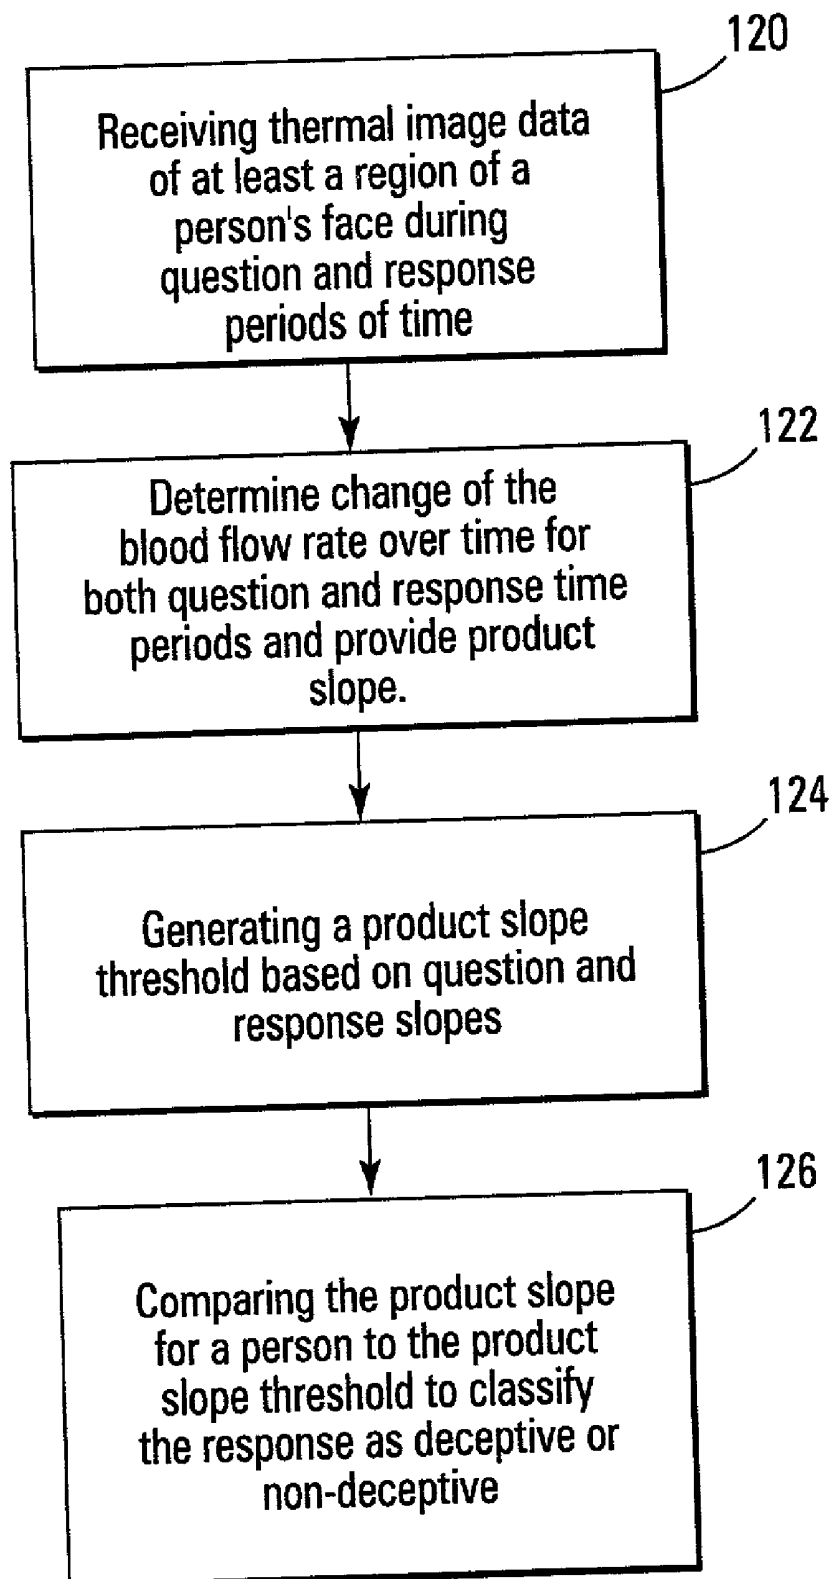 120
Receiving thermal image data
of at least a region of a
person's face during
question and response
periods of time
122
Determine change of the
blood flow rate over time for
both question and response time
periods and provide product
slope.
124
Generating a product slope
threshold based on question and
response slopes
126
Comparing the product slope
for a person to the product
slope threshold to classify
the response as deceptive or
non-deceptive